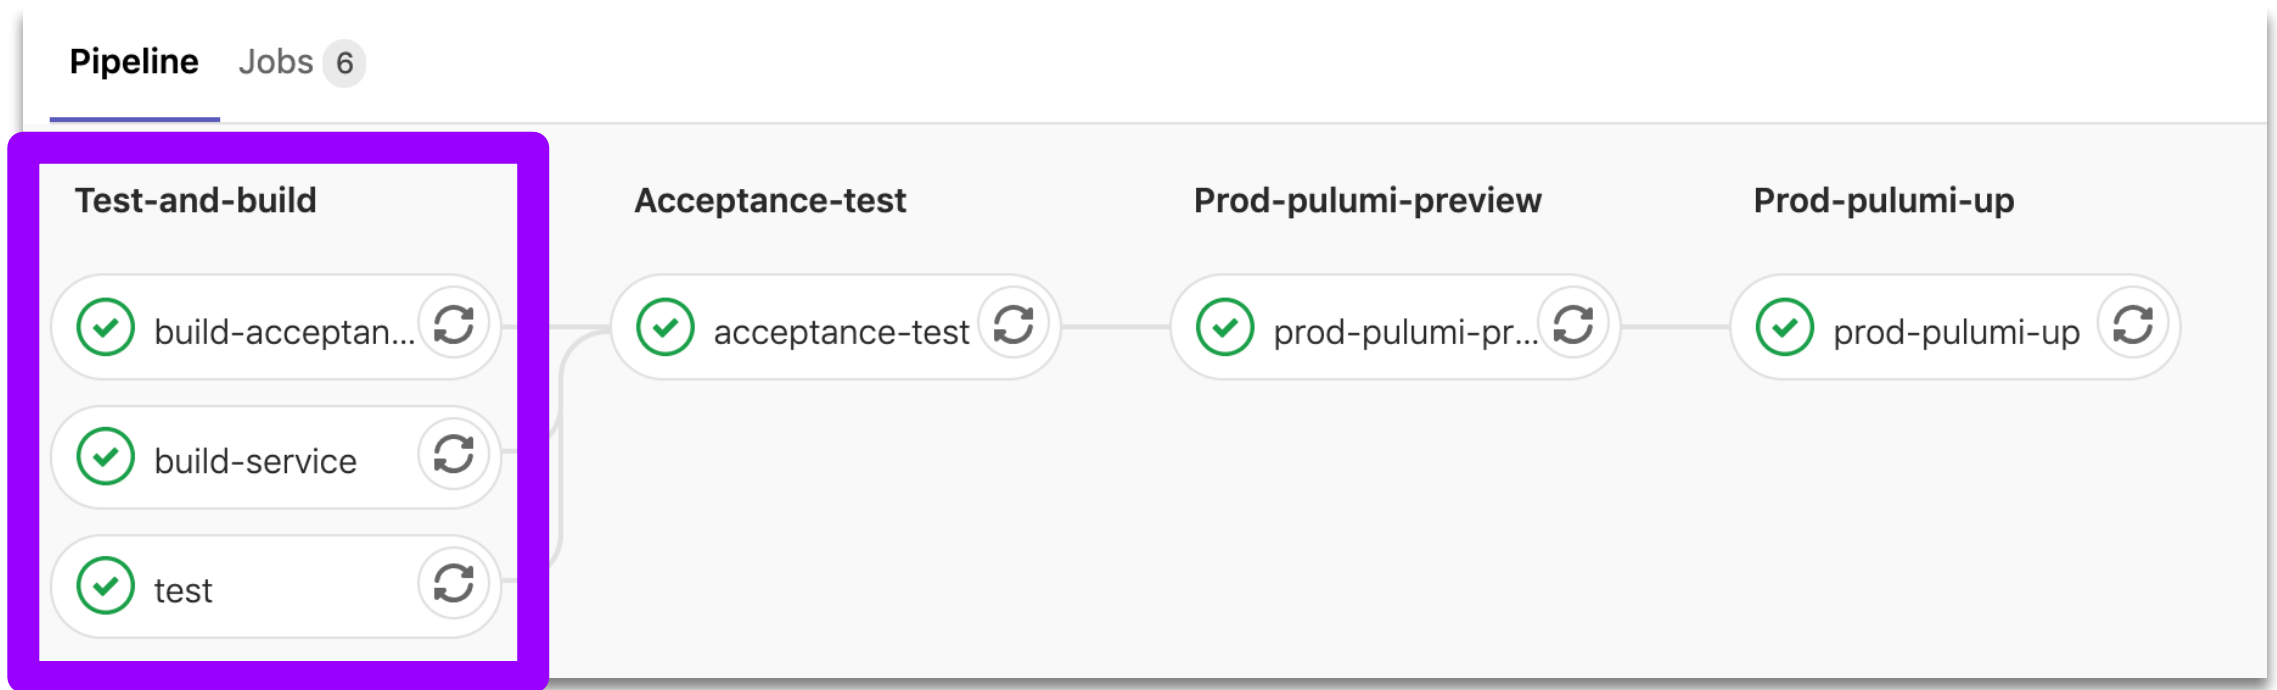 Pipeline Jobs 6
Test-and-build Acceptance-test Prod-pulumi-preview Prod-pulumi-up
build-acceptan... acceptance-test prod-pulumi-pr... prod-pulumi-up
build-service
test